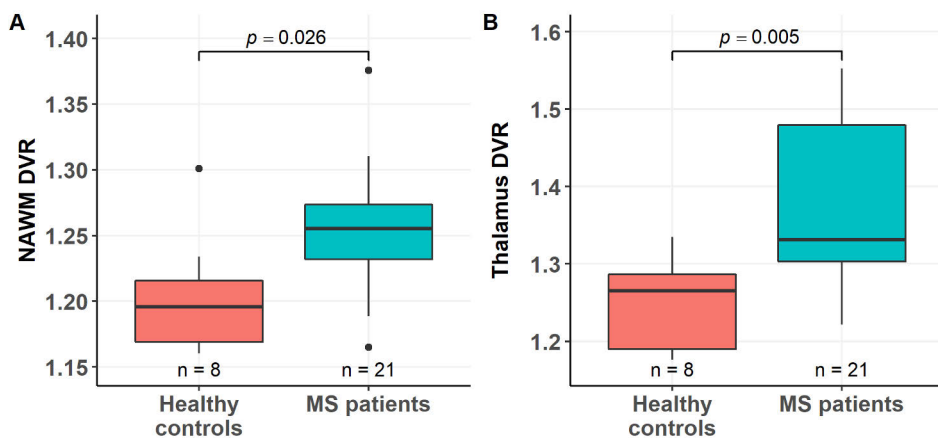 A
NAWM DVR
1.40
1.35
1.30
1.25
1.20
1.15
p = 0.026
n = 8
n = 21
Healthy
controls
MS patients
B
Thalamus DVR
1.6
1.5
1.4
1.3
1.2
p = 0.005
n = 8
n = 21
Healthy
controls
MS patients